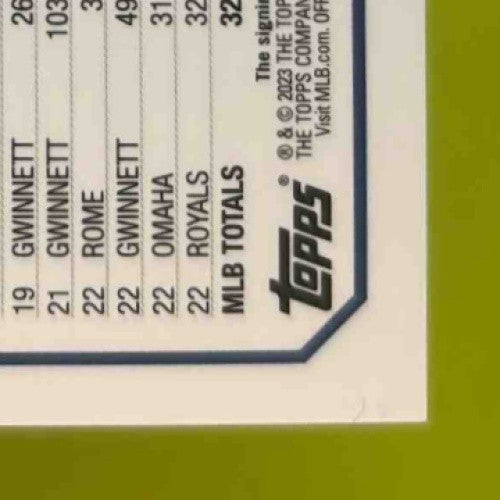 19 GWINNETT 26
21 GWINNETT 103
22 ROME 3
22 GWINNETT 49
22 OMAHA 31
22 ROYALS 32
MLB TOTALS 32
The signin
® & © 2023 THE TOP
THE TOPPS COMPAN
Visit MLB.com. OFF
Topps®